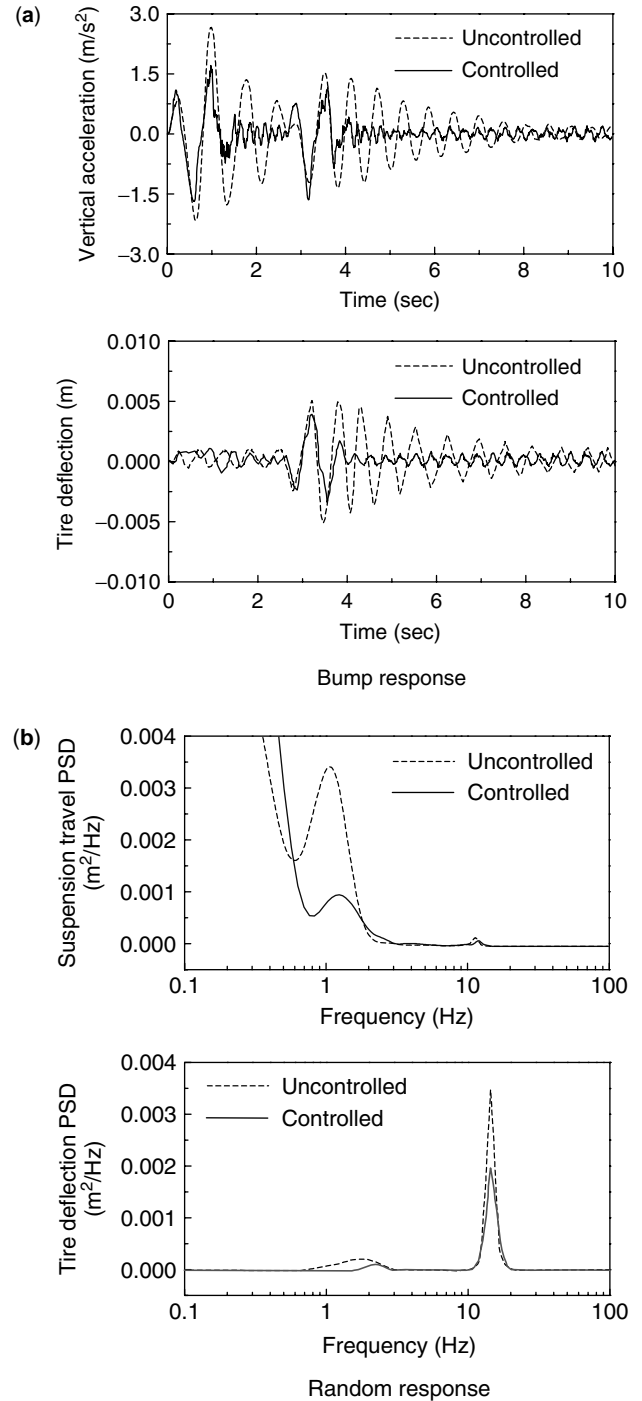 (a)
Vertical acceleration (m/s²)
3.0
1.5
0.0
−1.5
−3.0
Uncontrolled
Controlled
0 2 4 6 8 10
Time (sec)
Tire deflection (m)
0.010
0.005
0.000
−0.005
−0.010
Uncontrolled
Controlled
0 2 4 6 8 10
Time (sec)
Bump response
(b)
Suspension travel PSD
(m²/Hz)
0.004
0.003
0.002
0.001
0.000
Uncontrolled
Controlled
0.1 1 10 100
Frequency (Hz)
Tire deflection PSD
(m²/Hz)
0.004
0.003
0.002
0.001
0.000
Uncontrolled
Controlled
0.1 1 10 100
Frequency (Hz)
Random response